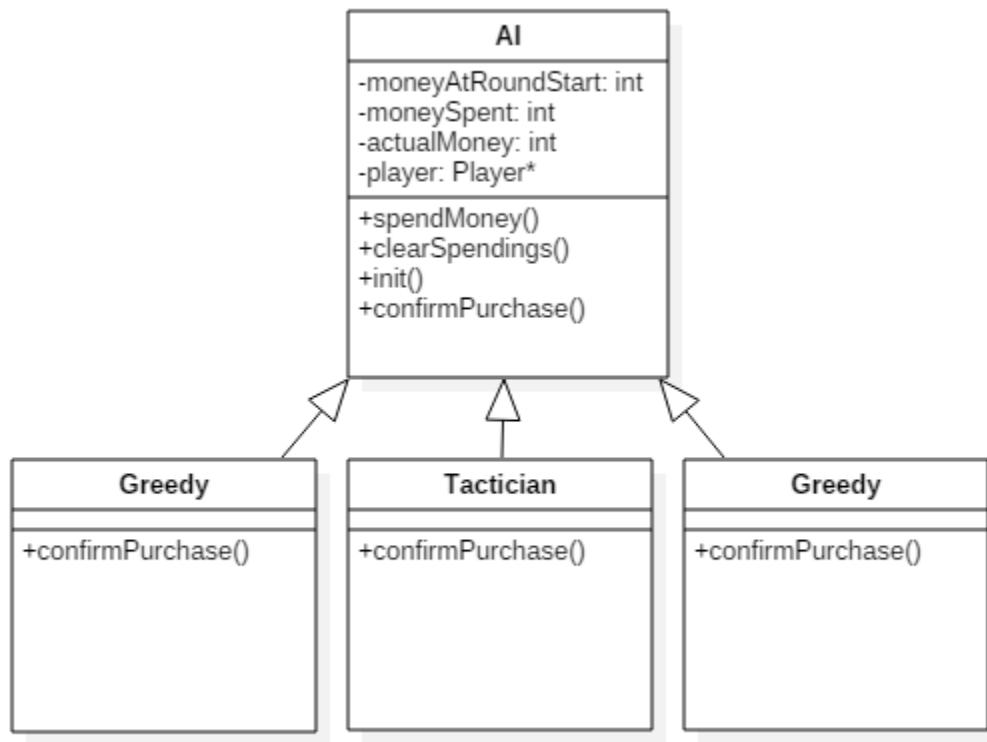 AI
-moneyAtRoundStart: int
-moneySpent: int
-actualMoney: int
-player: Player*
+spendMoney()
+clearSpendings()
+init()
+confirmPurchase()
Greedy
+confirmPurchase()
Tactician
+confirmPurchase()
Greedy
+confirmPurchase()